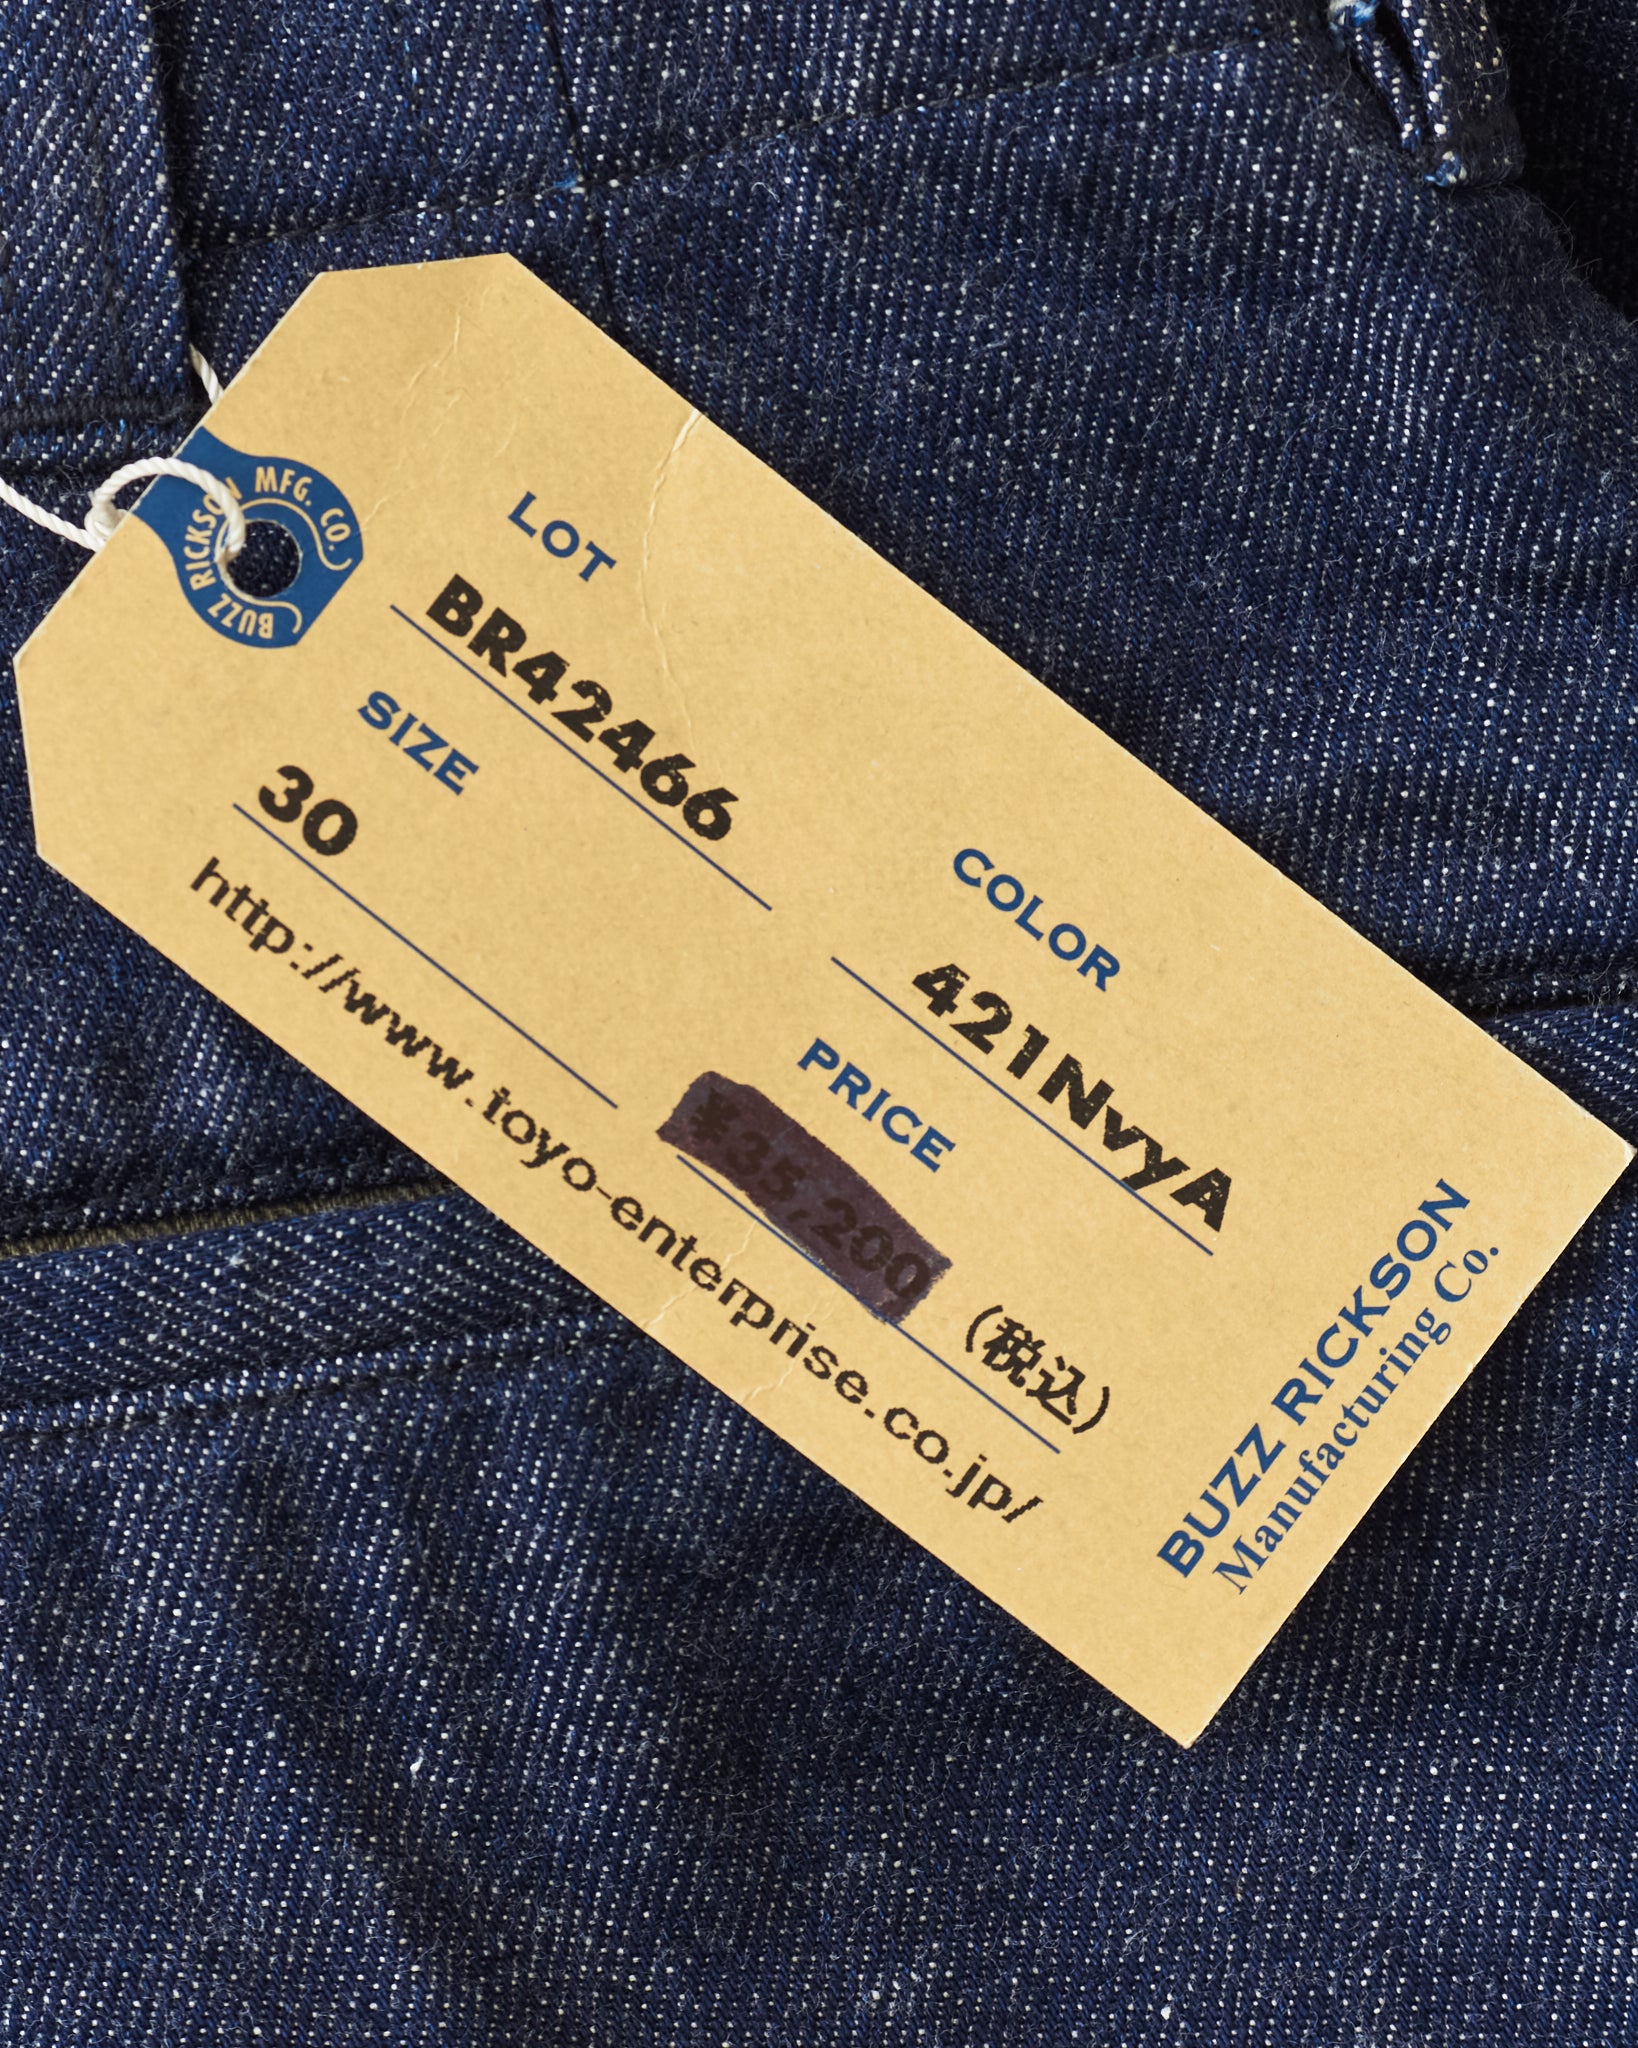 BUZZ RICKSON MFG. CO.
LOT
BR42466
COLOR
421NvyA
SIZE
30
PRICE
¥35,200 (税込)
http://www.toyo-enterprise.co.jp/
BUZZ RICKSON
Manufacturing Co.